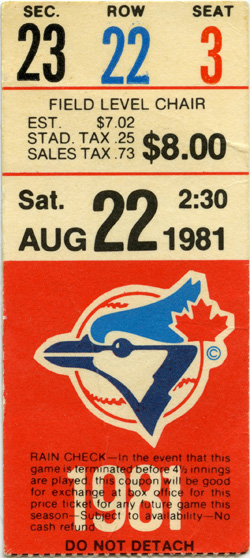 SEC. ROW SEAT
23 22 3
FIELD LEVEL CHAIR
EST. $7.02
STAD. TAX .25
SALES TAX .73 $8.00
Sat. 2:30
AUG 22 1981
©
RAIN CHECK—In the event that this
game is terminated before 4½ innings
are played this coupon will be good
for exchange at box office for this
price ticket for any future game this
season—Subject to availability—No
cash refund.
1981
DO NOT DETACH